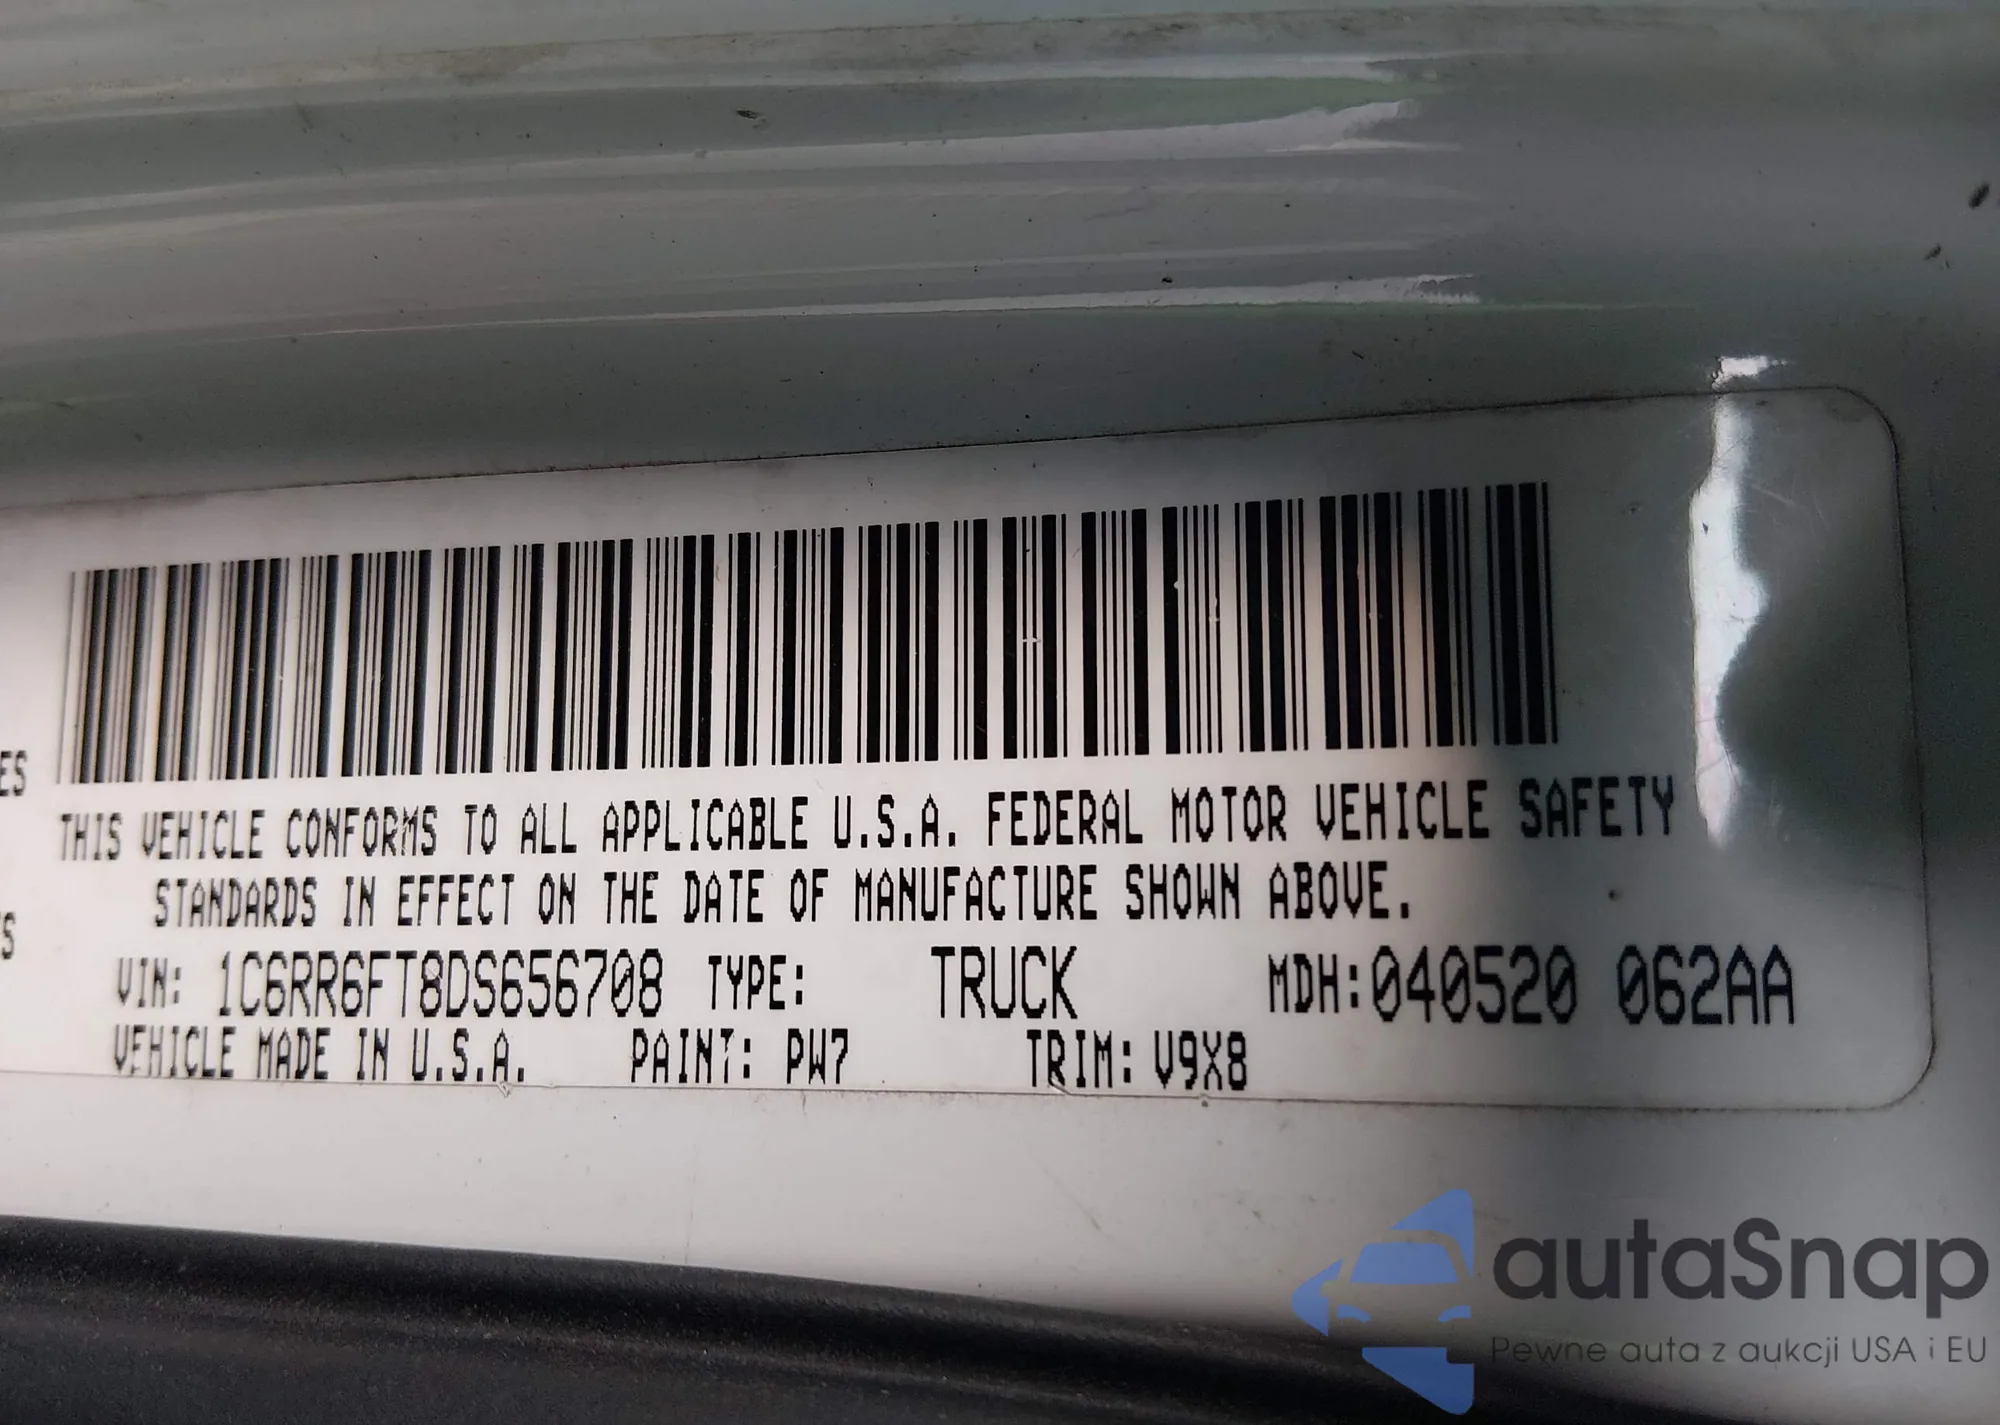 ES
THIS VEHICLE CONFORMS TO ALL APPLICABLE U.S.A. FEDERAL MOTOR VEHICLE SAFETY
STANDARDS IN EFFECT ON THE DATE OF MANUFACTURE SHOWN ABOVE.
S
VIN: 1C6RR6FT8DS656708 TYPE: TRUCK MDH:040520 062AA
VEHICLE MADE IN U.S.A. PAINT: PW7 TRIM: V9X8
autaSnap
Pewne auta z aukcji USA i EU